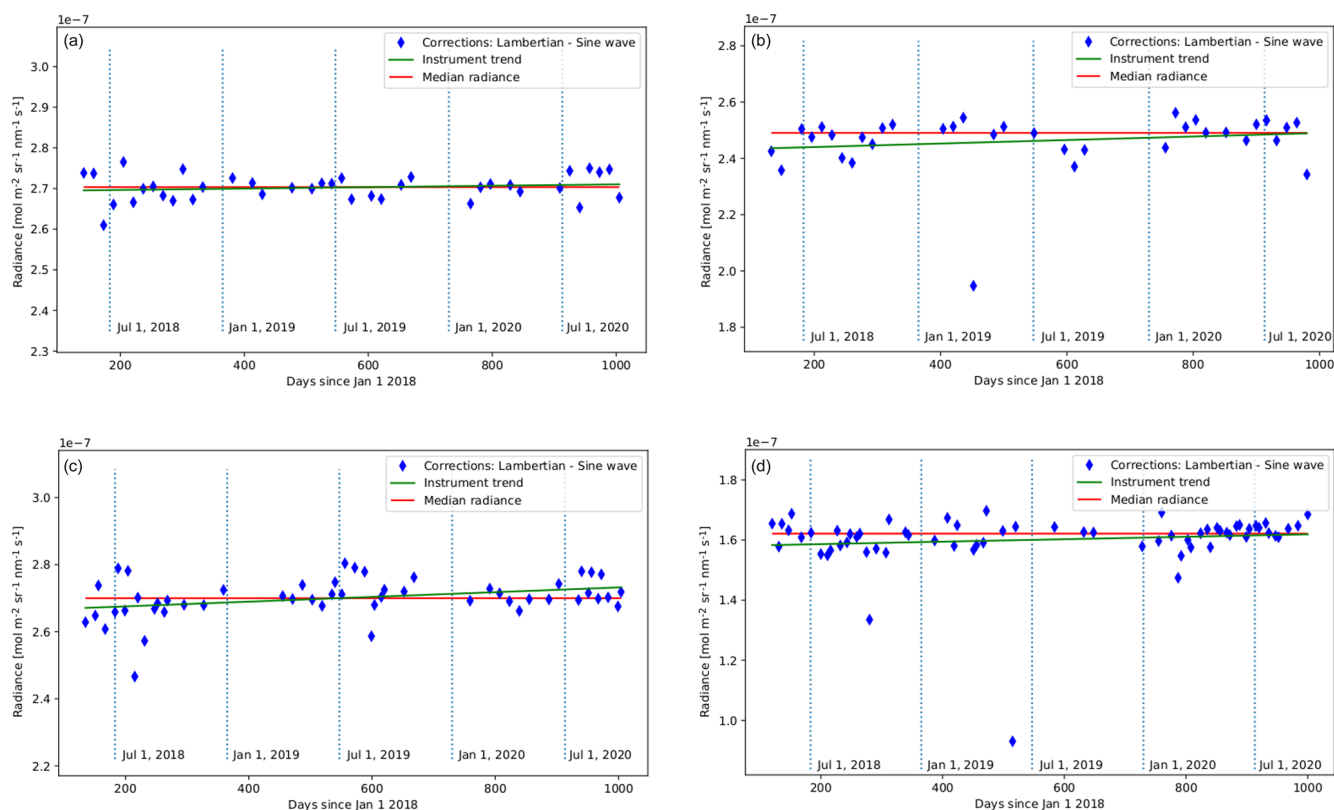 1e−7
(a)
Corrections: Lambertian - Sine wave
Instrument trend
Median radiance
Radiance [mol m⁻² sr⁻¹ nm⁻¹ s⁻¹]
3.0
2.9
2.8
2.7
2.6
2.5
2.4
2.3
Jul 1, 2018
Jan 1, 2019
Jul 1, 2019
Jan 1, 2020
Jul 1, 2020
200
400
600
800
1000
Days since Jan 1 2018
1e−7
(b)
Corrections: Lambertian - Sine wave
Instrument trend
Median radiance
Radiance [mol m⁻² sr⁻¹ nm⁻¹ s⁻¹]
2.8
2.6
2.4
2.2
2.0
1.8
Jul 1, 2018
Jan 1, 2019
Jul 1, 2019
Jan 1, 2020
Jul 1, 2020
200
400
600
800
1000
Days since Jan 1 2018
1e−7
(c)
Corrections: Lambertian - Sine wave
Instrument trend
Median radiance
Radiance [mol m⁻² sr⁻¹ nm⁻¹ s⁻¹]
3.0
2.8
2.6
2.4
2.2
Jul 1, 2018
Jan 1, 2019
Jul 1, 2019
Jan 1, 2020
Jul 1, 2020
200
400
600
800
1000
Days since Jan 1 2018
1e−7
(d)
Corrections: Lambertian - Sine wave
Instrument trend
Median radiance
Radiance [mol m⁻² sr⁻¹ nm⁻¹ s⁻¹]
1.8
1.6
1.4
1.2
1.0
Jul 1, 2018
Jan 1, 2019
Jul 1, 2019
Jan 1, 2020
Jul 1, 2020
200
400
600
800
1000
Days since Jan 1 2018